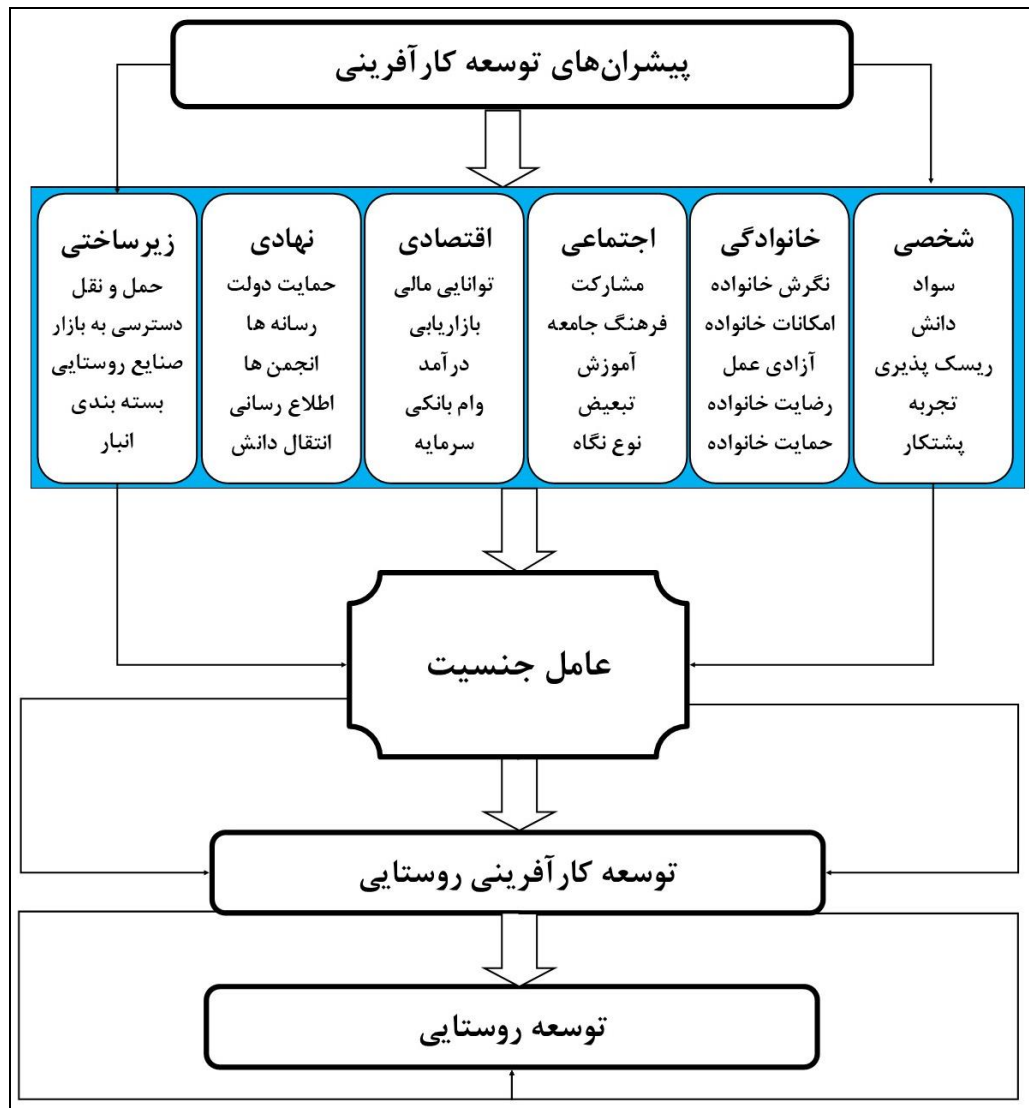 پیشران‌های توسعه کارآفرینی
شخصی
سواد
دانش
ریسک پذیری
تجربه
پشتکار
خانوادگی
نگرش خانواده
امکانات خانواده
آزادی عمل
رضایت خانواده
حمایت خانواده
اجتماعی
مشارکت
فرهنگ جامعه
آموزش
تبعیض
نوع نگاه
اقتصادی
توانایی مالی
بازاریابی
درآمد
وام بانکی
سرمایه
نهادی
حمایت دولت
رسانه ها
انجمن ها
اطلاع رسانی
انتقال دانش
زیرساختی
حمل و نقل
دسترسی به بازار
صنایع روستایی
بسته بندی
انبار
عامل جنسیت
توسعه کارآفرینی روستایی
توسعه روستایی